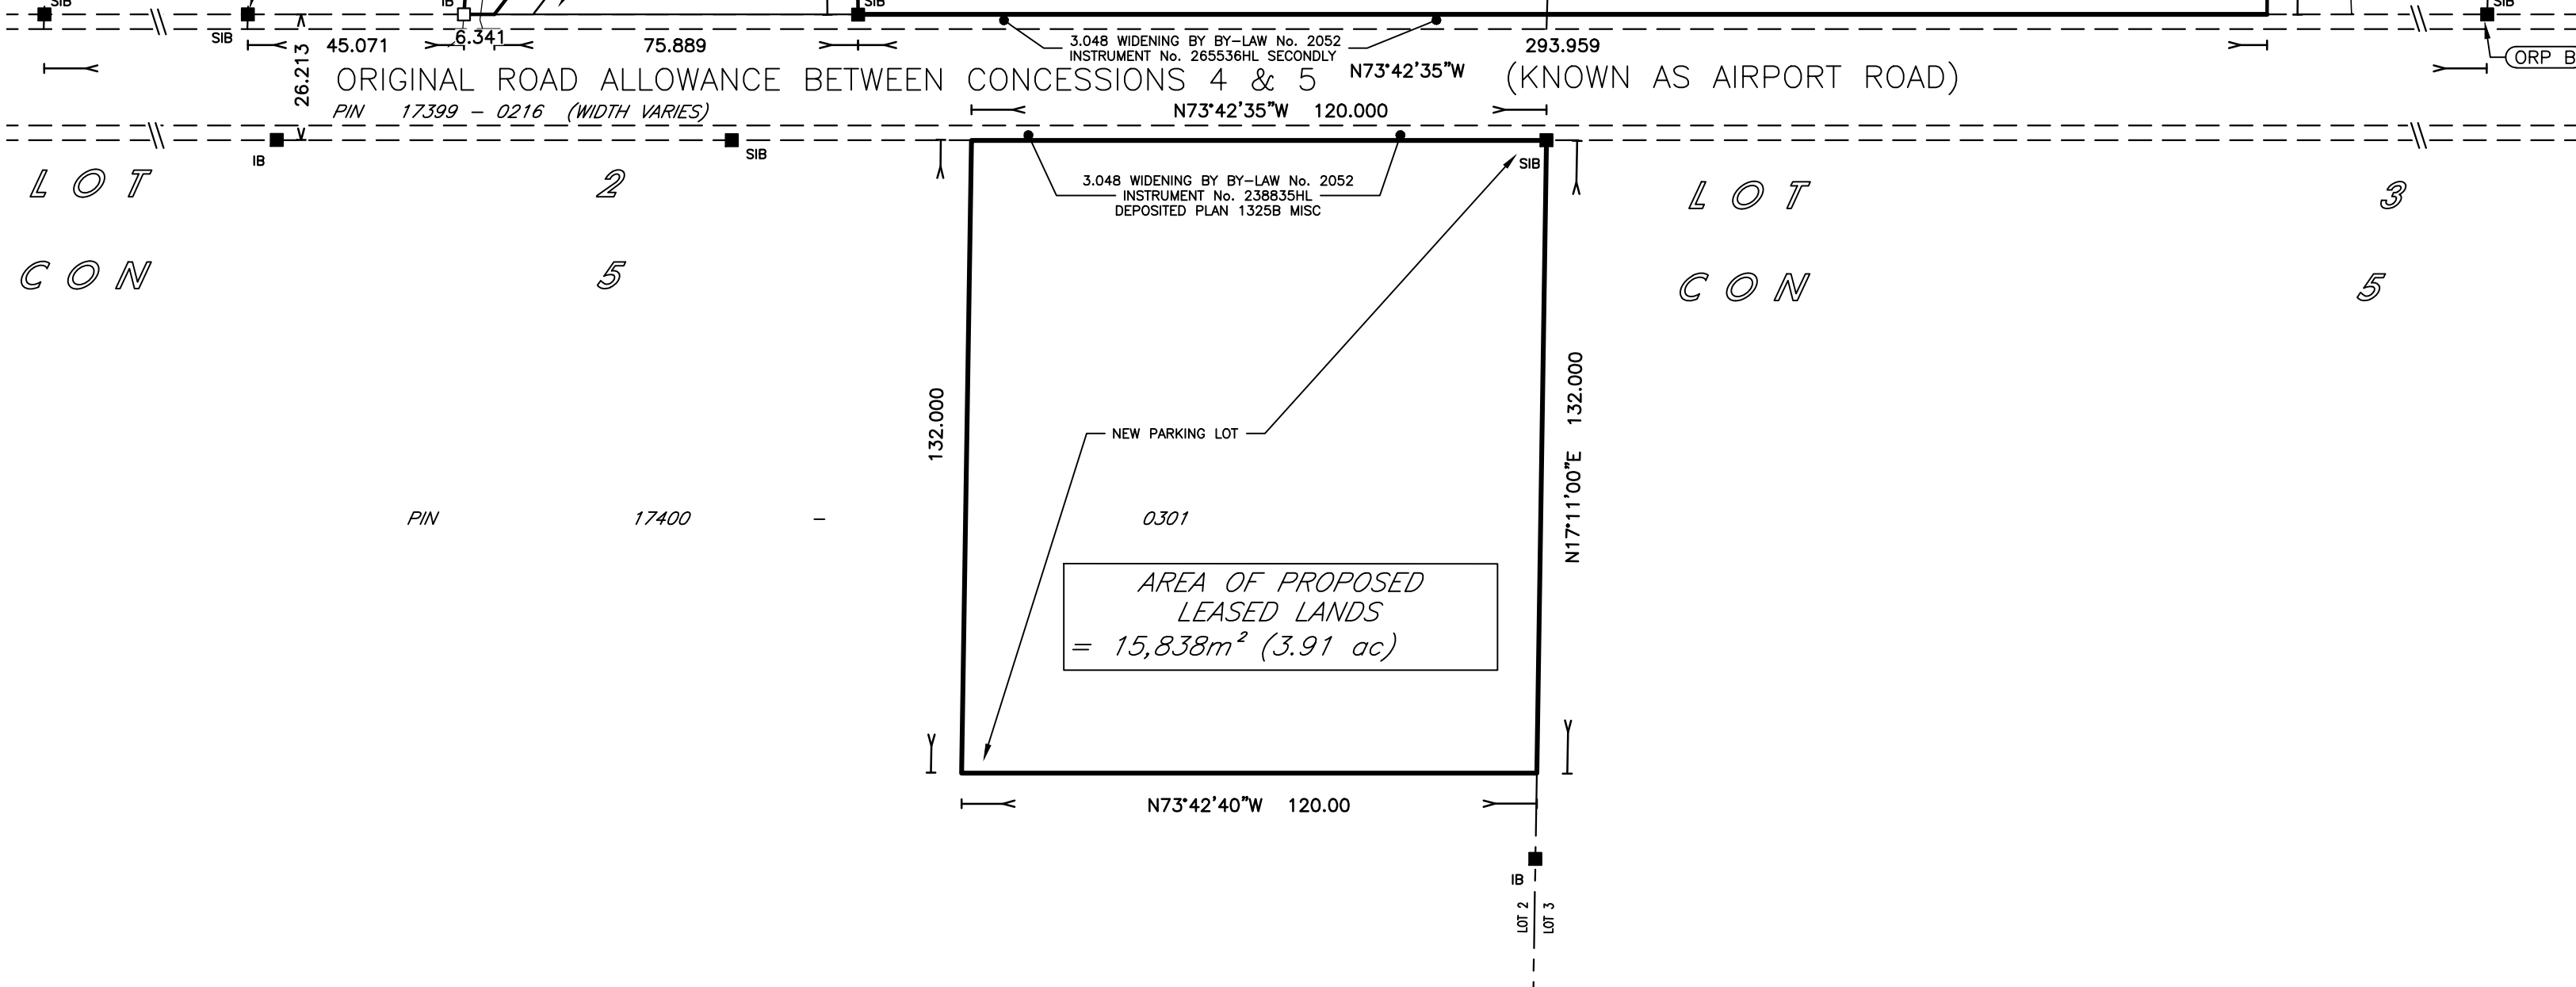 SIB
IB
SIB
SIB
SIB
45.071
6.341
75.889
3.048 WIDENING BY BY-LAW No. 2052
INSTRUMENT No. 265536HL SECONDLY
293.959
26.213
ORIGINAL ROAD ALLOWANCE BETWEEN CONCESSIONS 4 & 5
N73°42'35"W
(KNOWN AS AIRPORT ROAD)
ORP B
PIN 17399 - 0216 (WIDTH VARIES)
N73°42'35"W 120.000
IB
SIB
SIB
3.048 WIDENING BY BY-LAW No. 2052
INSTRUMENT No. 238835HL
DEPOSITED PLAN 1325B MISC
LOT 2
LOT 3
CON 5
CON 5
132.000
N17°11'00"E 132.000
NEW PARKING LOT
PIN 17400 - 0301
AREA OF PROPOSED
LEASED LANDS
= 15,838m² (3.91 ac)
N73°42'40"W 120.00
IB
LOT 2
LOT 3